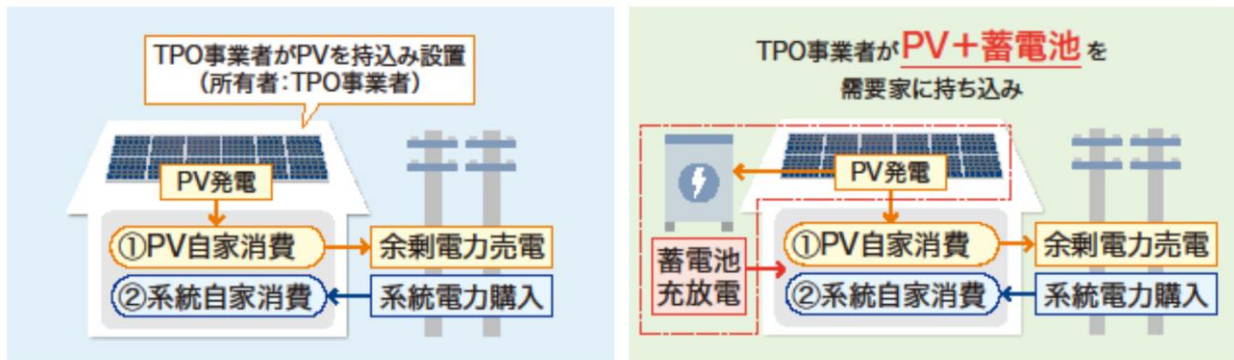 TPO事業者がPVを持込み設置
(所有者:TPO事業者)
PV発電
①PV自家消費
余剰電力売電
②系統自家消費
系統電力購入
TPO事業者がPV+蓄電池を
需要家に持ち込み
PV発電
①PV自家消費
余剰電力売電
蓄電池
充放電
②系統自家消費
系統電力購入